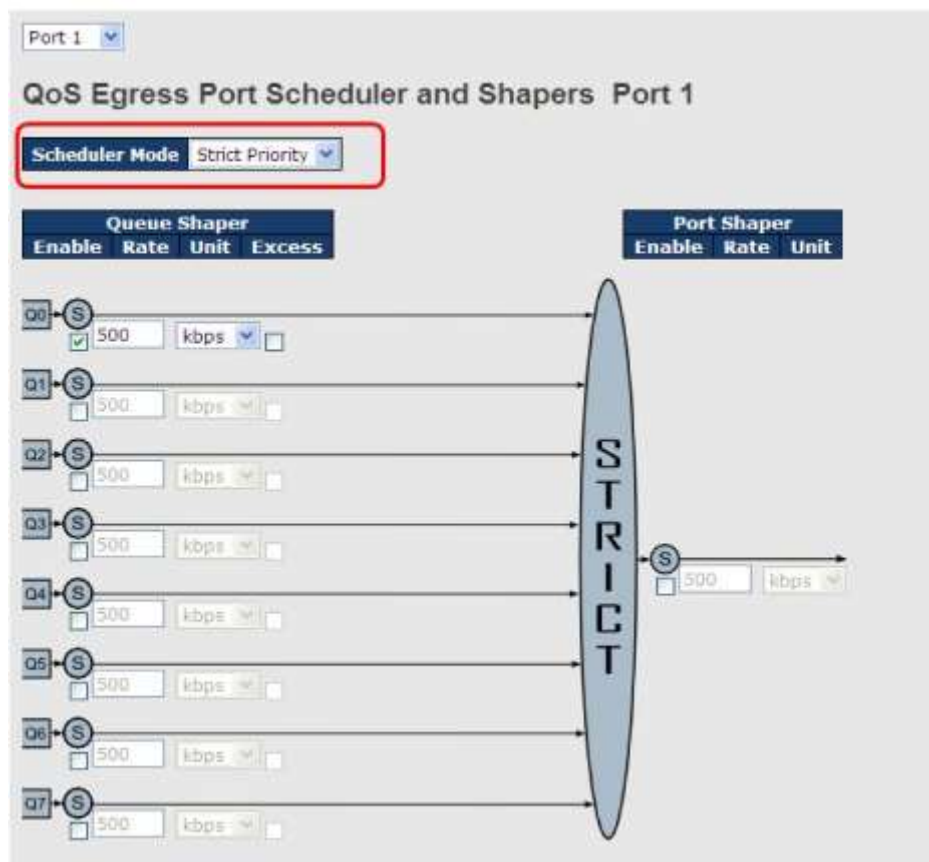 Port 1
QoS Egress Port Scheduler and Shapers Port 1
Scheduler Mode Strict Priority
Queue Shaper
Enable Rate Unit Excess
Port Shaper
Enable Rate Unit
Q0 S
500 kbps
Q1 S
500 kbps
Q2 S
500 kbps
Q3 S
500 kbps
Q4 S
500 kbps
Q5 S
500 kbps
Q6 S
500 kbps
Q7 S
500 kbps
STRICT
S
500 kbps